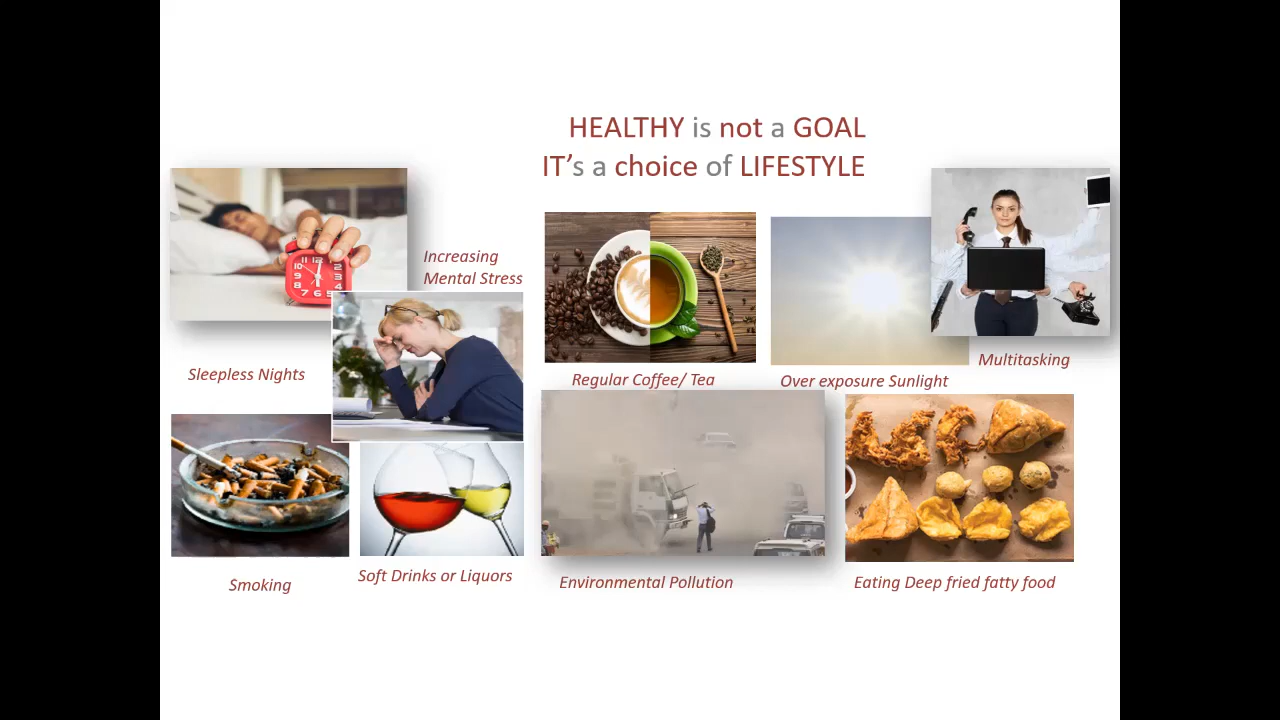 HEALTHY is not a GOAL
IT’s a choice of LIFESTYLE
Increasing
Mental Stress
Sleepless Nights
Regular Coffee/ Tea
Over exposure Sunlight
Multitasking
Smoking
Soft Drinks or Liquors
Environmental Pollution
Eating Deep fried fatty food